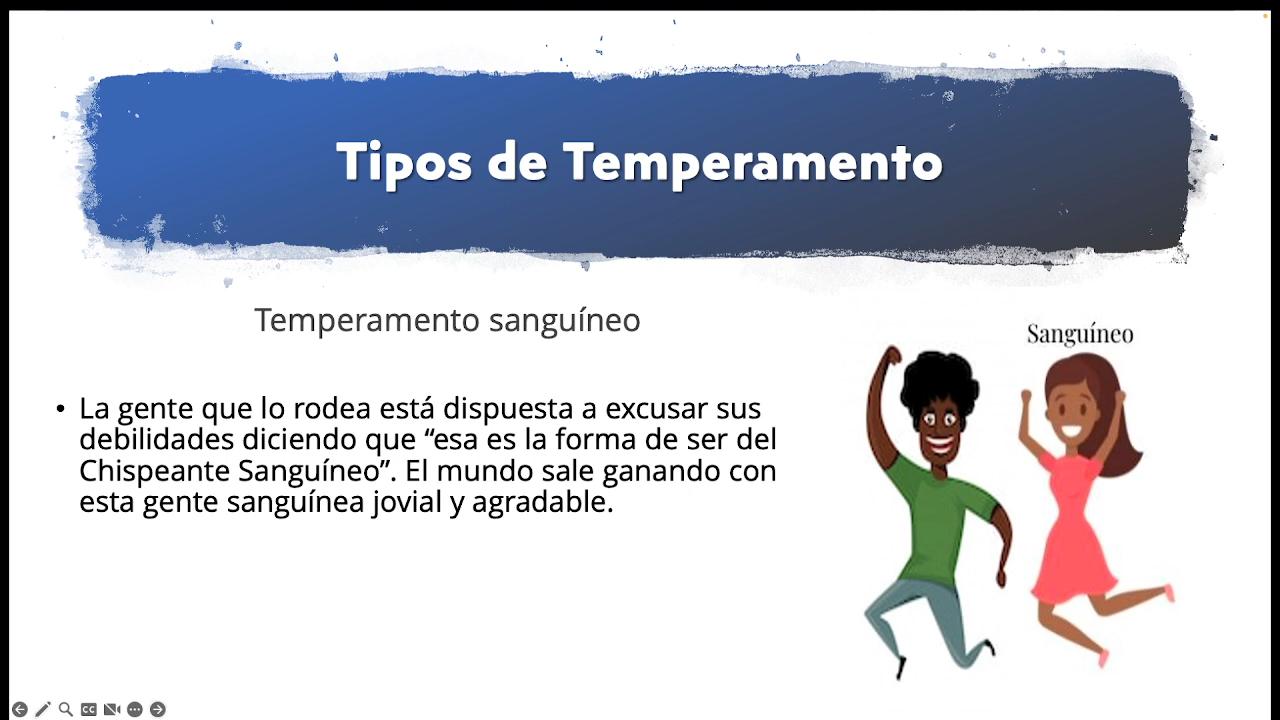 Tipos de Temperamento
Temperamento sanguíneo
Sanguíneo
• La gente que lo rodea está dispuesta a excusar sus
debilidades diciendo que “esa es la forma de ser del
Chispeante Sanguíneo”. El mundo sale ganando con
esta gente sanguínea jovial y agradable.
CC